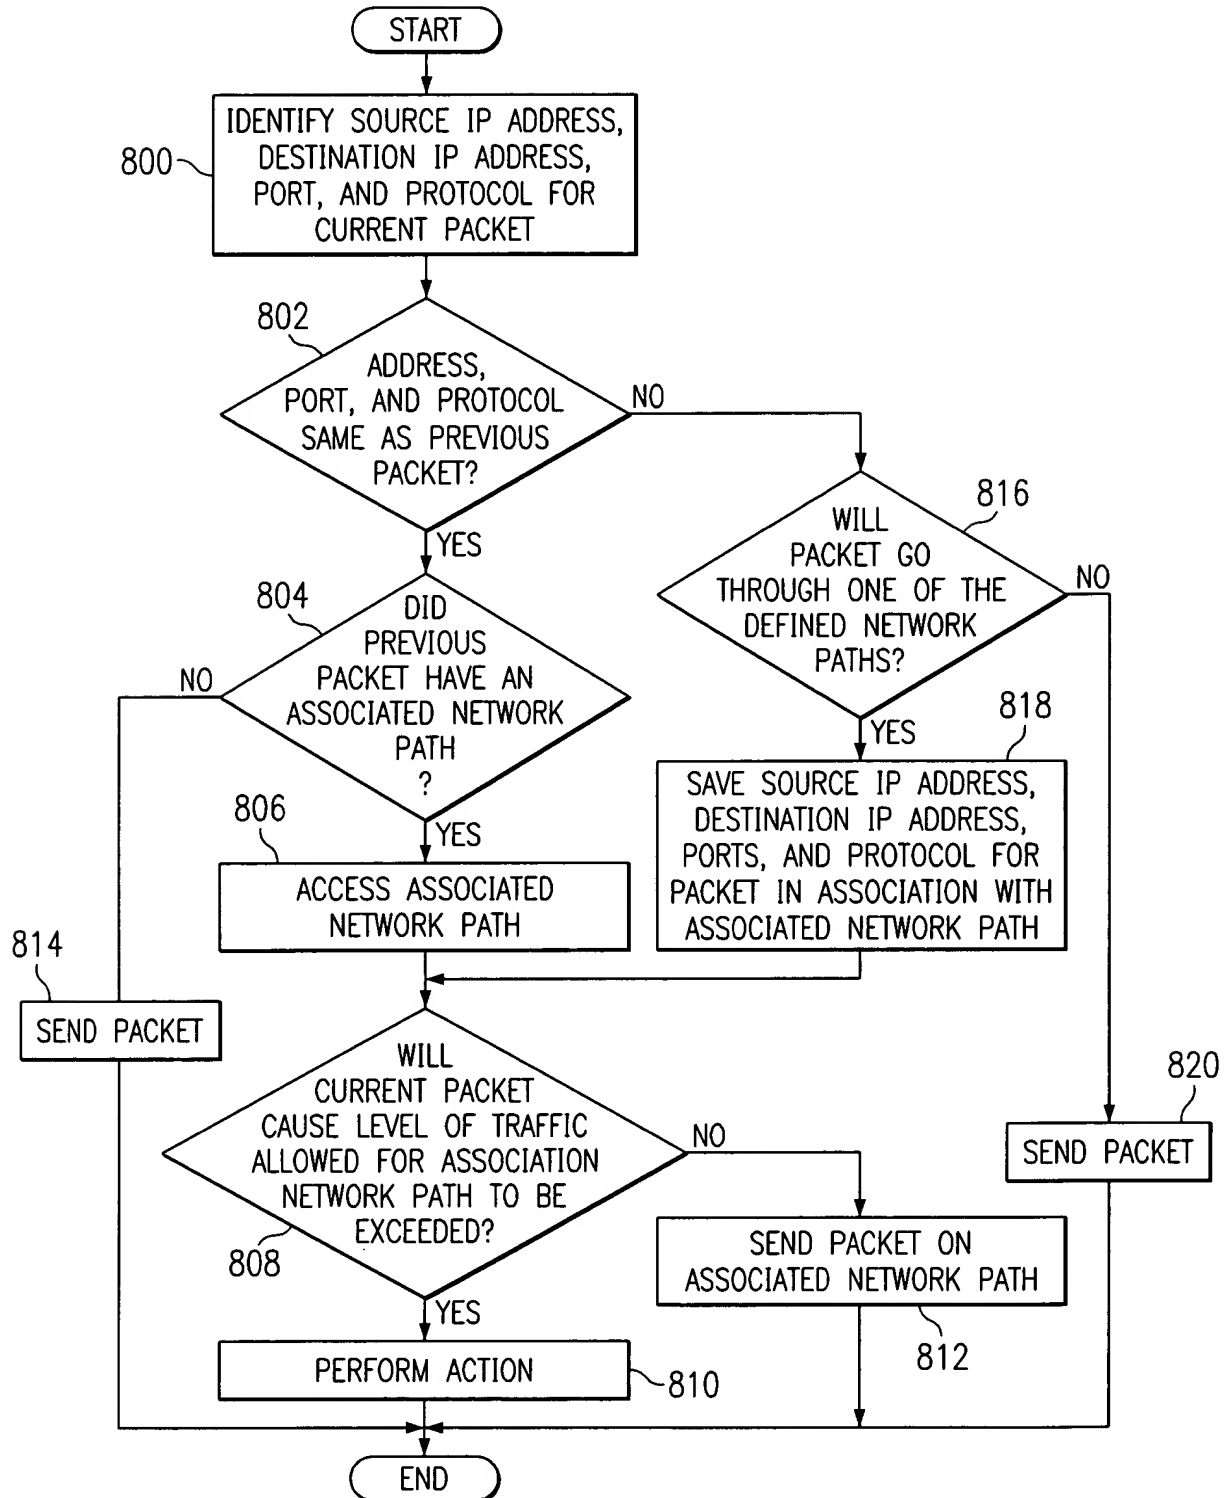 START
IDENTIFY SOURCE IP ADDRESS,
DESTINATION IP ADDRESS,
PORT, AND PROTOCOL FOR
CURRENT PACKET
800
802
ADDRESS,
PORT, AND PROTOCOL
SAME AS PREVIOUS
PACKET?
NO
YES
816
WILL
PACKET GO
THROUGH ONE OF THE
DEFINED NETWORK
PATHS?
NO
YES
804
DID
PREVIOUS
PACKET HAVE AN
ASSOCIATED NETWORK
PATH
?
NO
YES
818
SAVE SOURCE IP ADDRESS,
DESTINATION IP ADDRESS,
PORTS, AND PROTOCOL FOR
PACKET IN ASSOCIATION WITH
ASSOCIATED NETWORK PATH
806
ACCESS ASSOCIATED
NETWORK PATH
814
SEND PACKET
WILL
CURRENT PACKET
CAUSE LEVEL OF TRAFFIC
ALLOWED FOR ASSOCIATION
NETWORK PATH TO BE
EXCEEDED?
808
NO
YES
820
SEND PACKET
SEND PACKET ON
ASSOCIATED NETWORK PATH
812
PERFORM ACTION
810
END